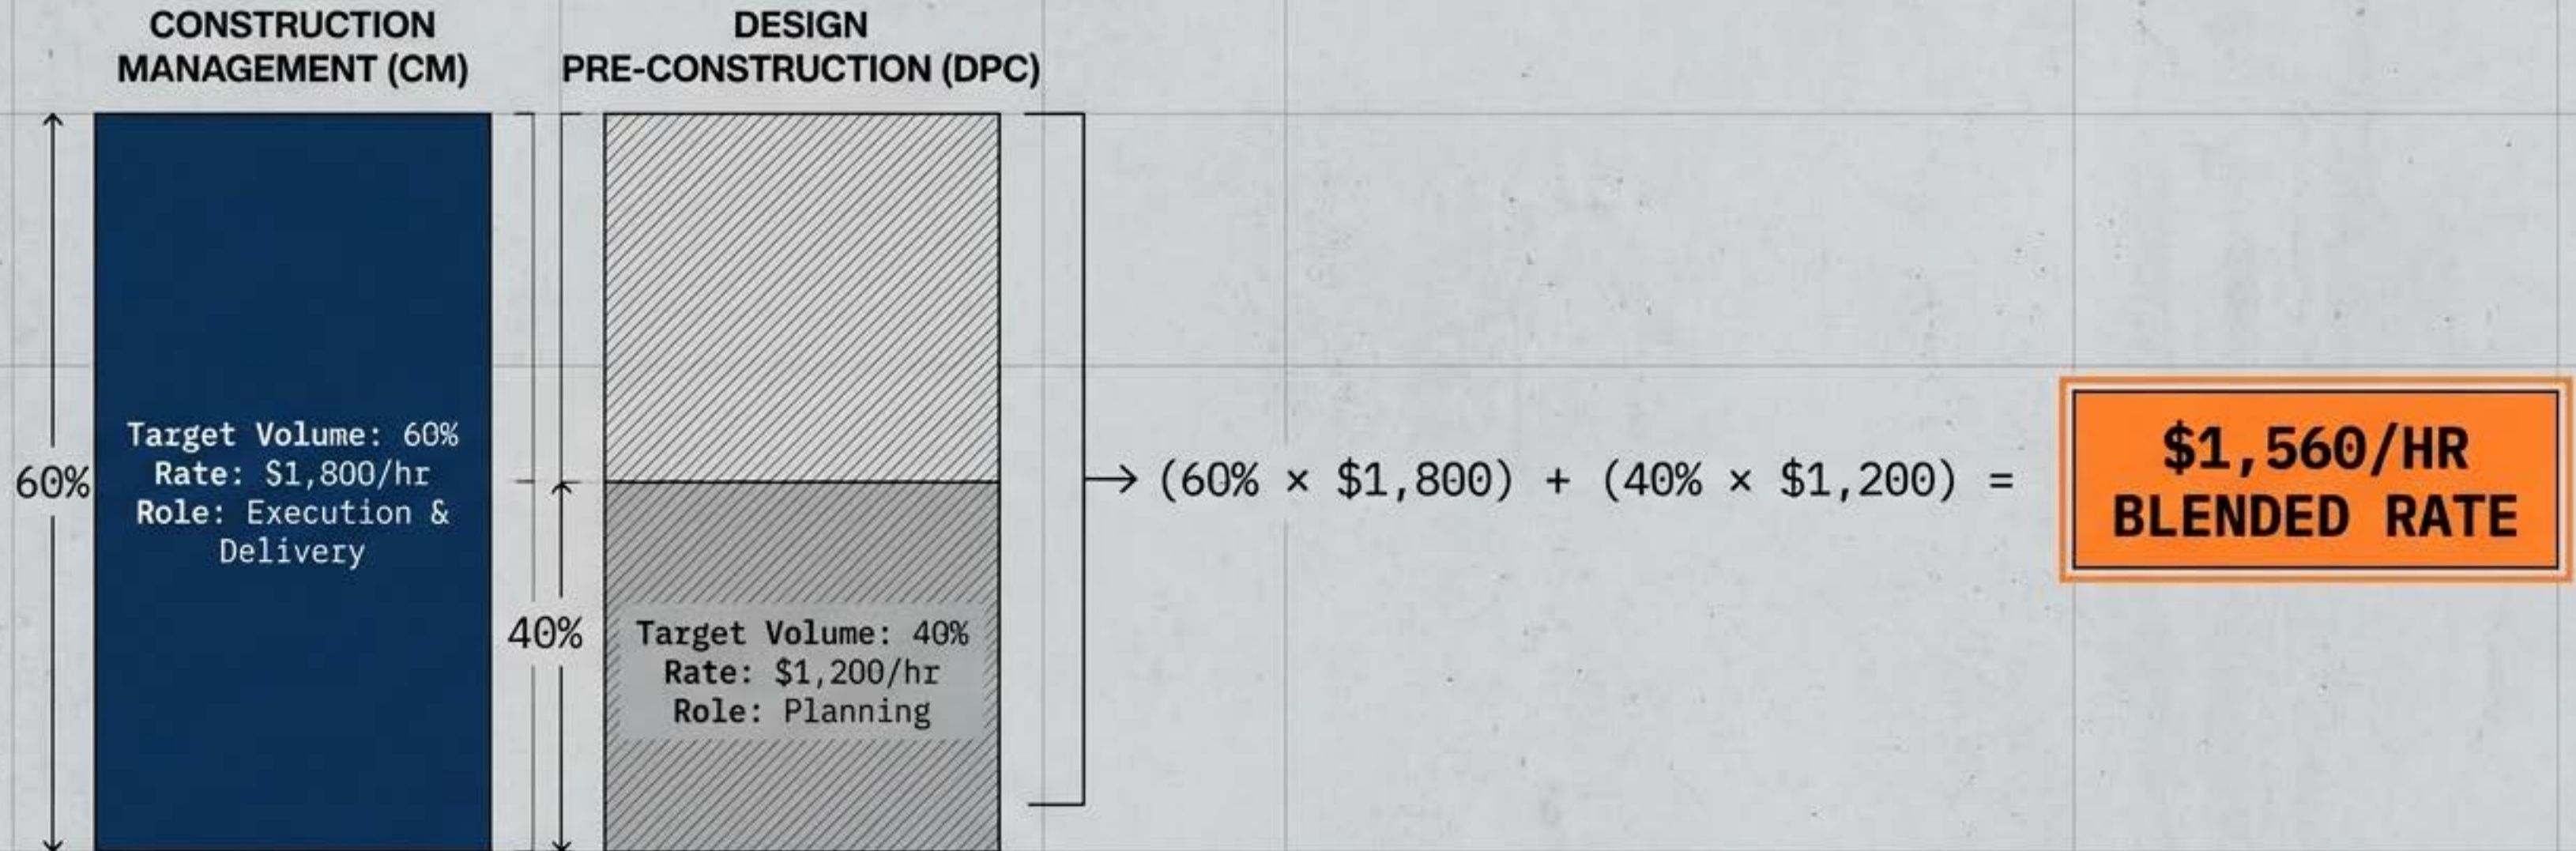 CONSTRUCTION
MANAGEMENT (CM)
DESIGN
PRE-CONSTRUCTION (DPC)
60%
Target Volume: 60%
Rate: $1,800/hr
Role: Execution &
Delivery
40%
Target Volume: 40%
Rate: $1,200/hr
Role: Planning
(60% × $1,800) + (40% × $1,200) =
$1,560/HR
BLENDED RATE